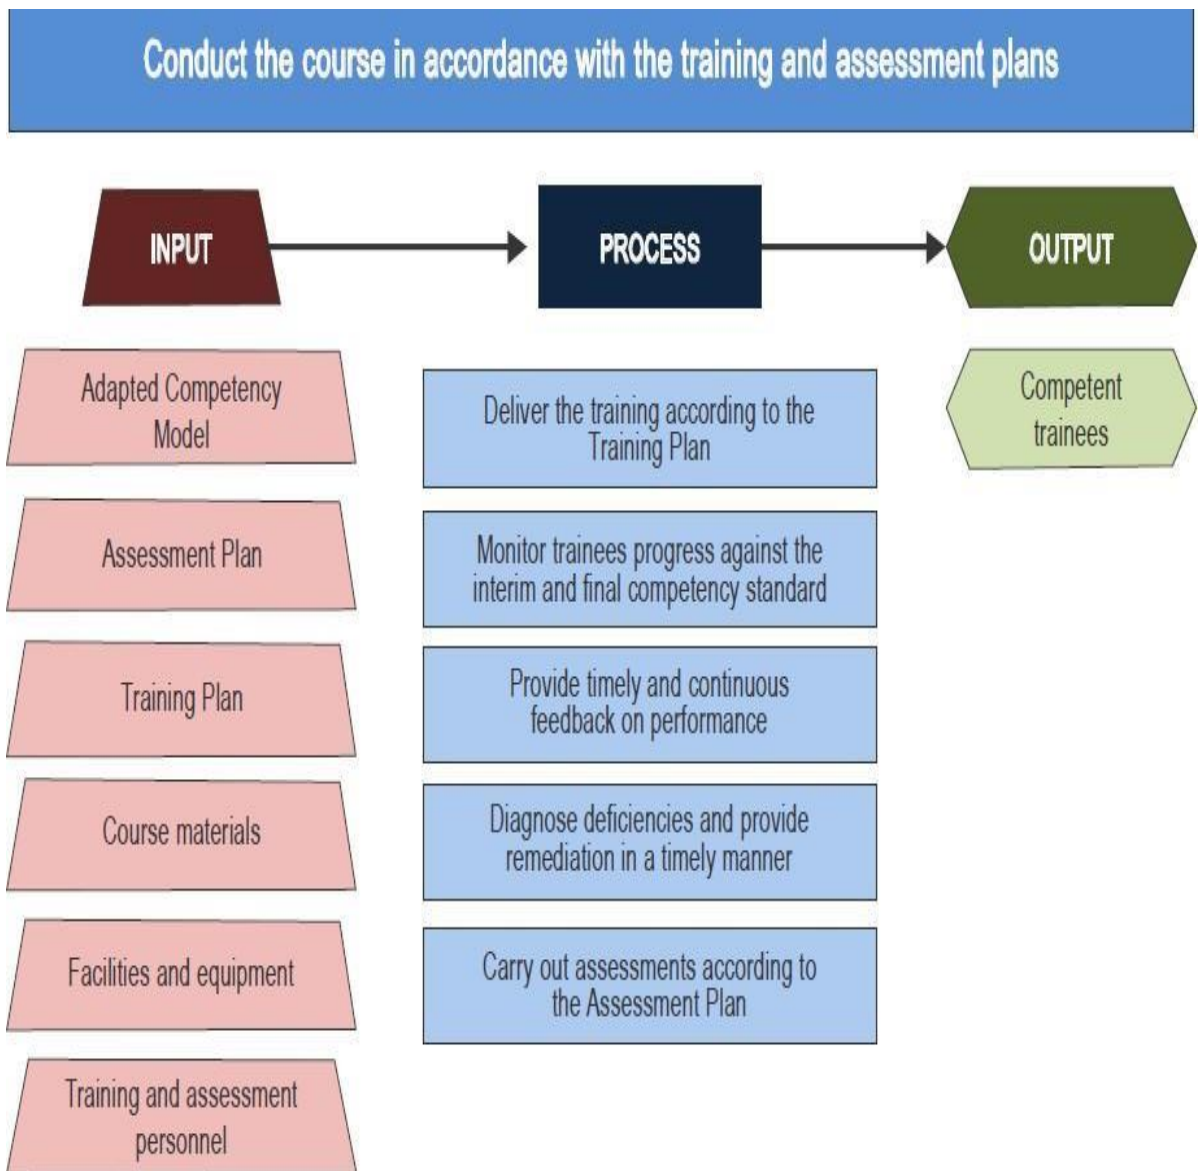 Conduct the course in accordance with the training and assessment plans
INPUT
PROCESS
OUTPUT
Adapted Competency
Model
Assessment Plan
Training Plan
Course materials
Facilities and equipment
Training and assessment
personnel
Deliver the training according to the
Training Plan
Monitor trainees progress against the
interim and final competency standard
Provide timely and continuous
feedback on performance
Diagnose deficiencies and provide
remediation in a timely manner
Carry out assessments according to
the Assessment Plan
Competent
trainees